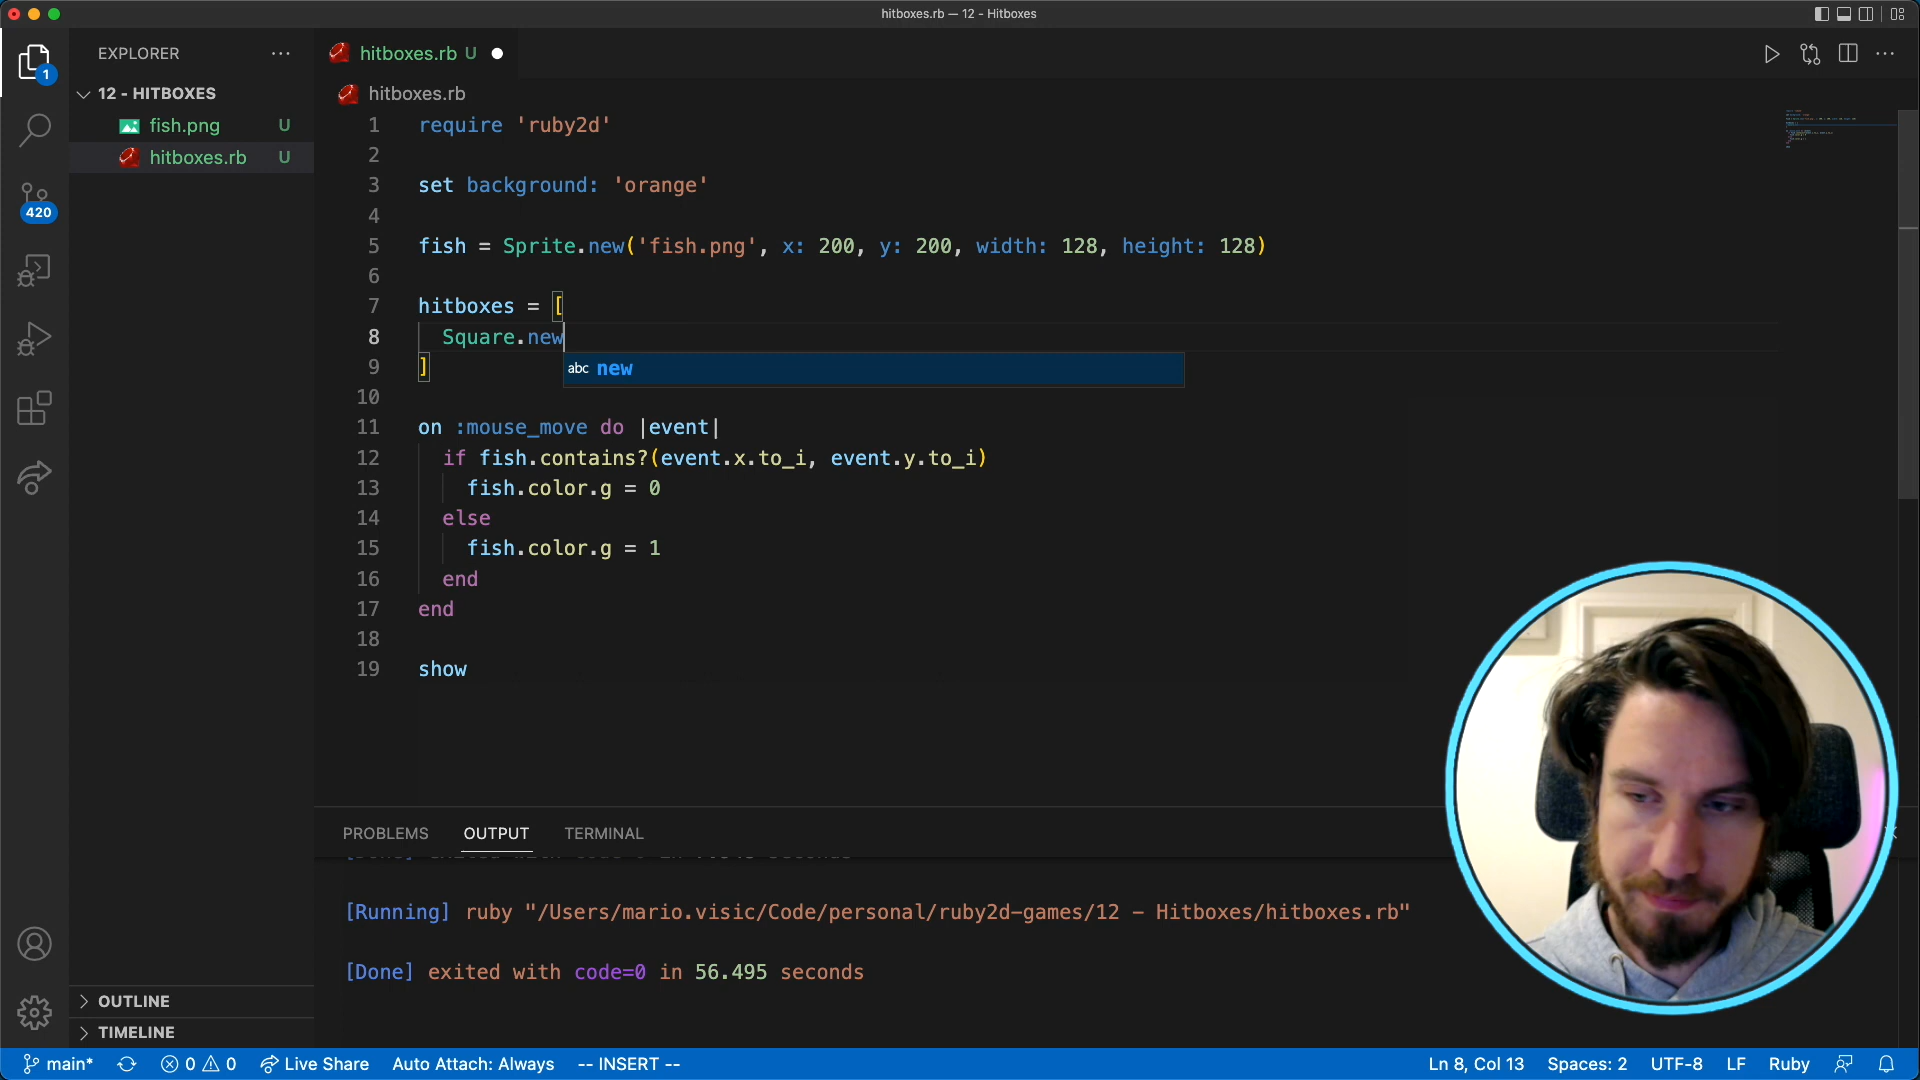 hitboxes.rb — 12 - Hitboxes
EXPLORER
hitboxes.rb U
1
12 - HITBOXES
hitboxes.rb
fish.png U
hitboxes.rb U
420
1 require 'ruby2d'
2
3 set background: 'orange'
4
5 fish = Sprite.new('fish.png', x: 200, y: 200, width: 128, height: 128)
6
7 hitboxes = [
8 Square.new
9 ]
abc new
10
11 on :mouse_move do |event|
12 if fish.contains?(event.x.to_i, event.y.to_i)
13 fish.color.g = 0
14 else
15 fish.color.g = 1
16 end
17 end
18
19 show
PROBLEMS OUTPUT TERMINAL
[Running] ruby "/Users/mario.visic/Code/personal/ruby2d-games/12 - Hitboxes/hitboxes.rb"
[Done] exited with code=0 in 56.495 seconds
OUTLINE
TIMELINE
main* 0 0 Live Share Auto Attach: Always -- INSERT -- Ln 8, Col 13 Spaces: 2 UTF-8 LF Ruby